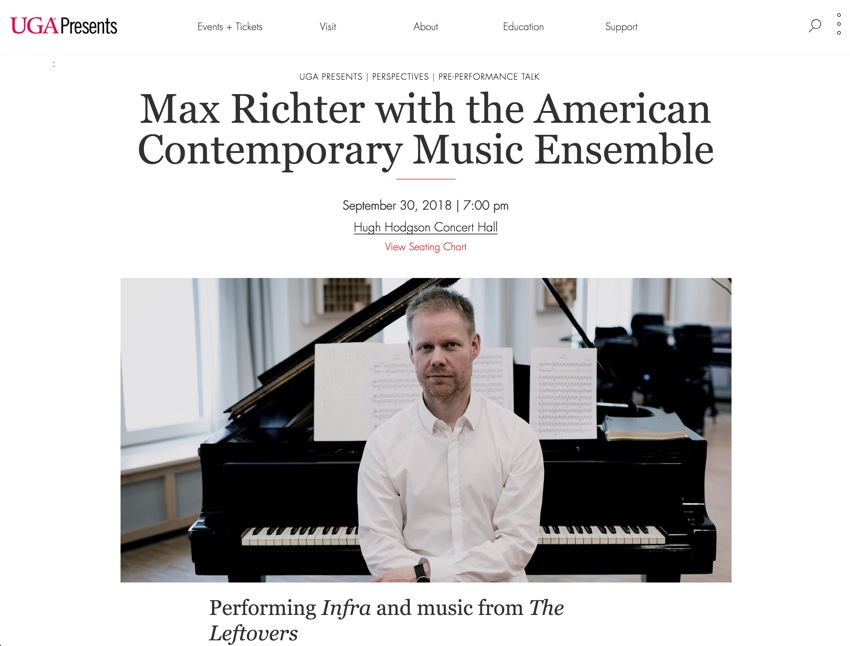 UGA Presents
Events + Tickets
Visit
About
Education
Support
:
UGA PRESENTS | PERSPECTIVES | PRE-PERFORMANCE TALK
Max Richter with the American
Contemporary Music Ensemble
September 30, 2018 | 7:00 pm
Hugh Hodgson Concert Hall
View Seating Chart
Performing Infra and music from The
Leftovers